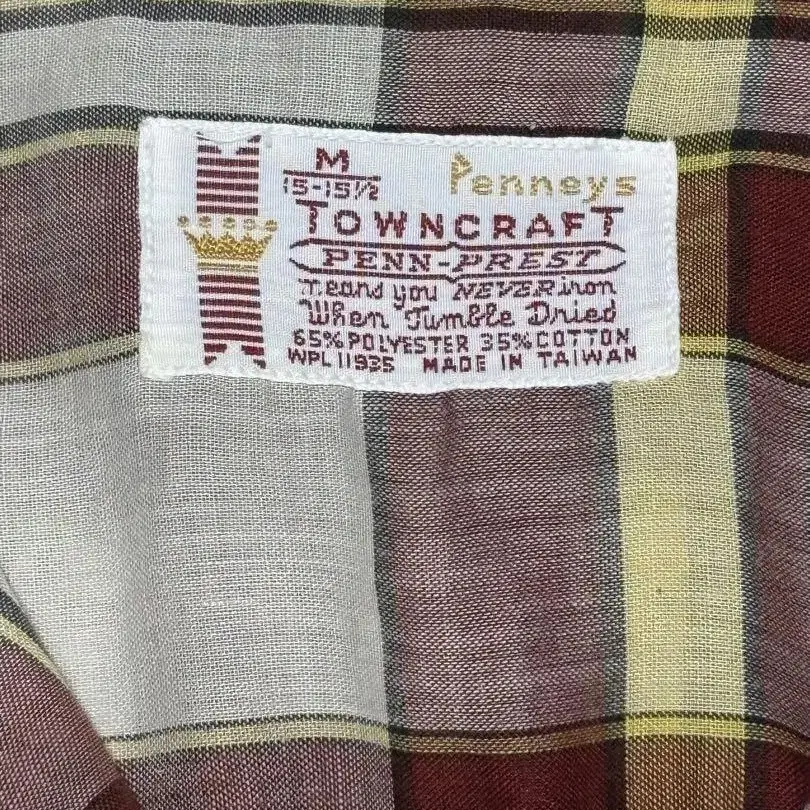 M
15-15½
Penneys
TOWNCRAFT
PENN-PREST
means you NEVER iron
When Tumble Dried
65% POLYESTER 35% COTTON
WPL 11935 MADE IN TAIWAN